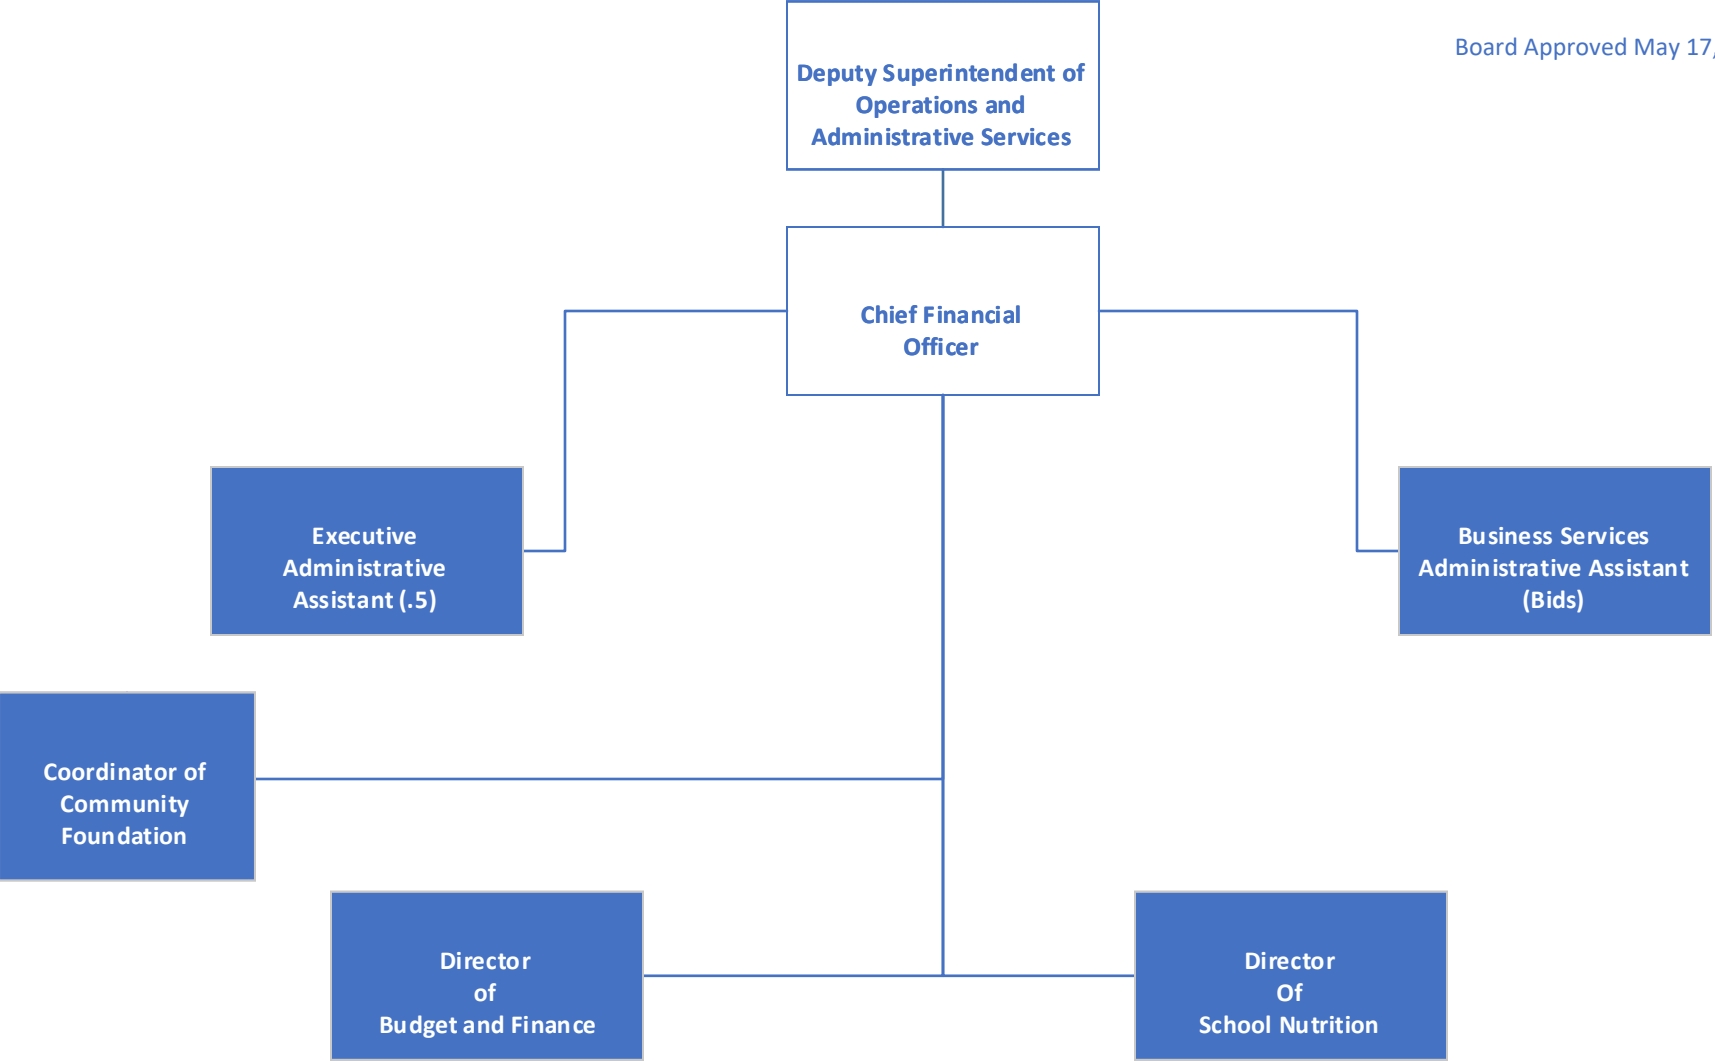 Board Approved May 17,
Deputy Superintendent of
Operations and
Administrative Services
Chief Financial
Officer
Executive
Administrative
Assistant (.5)
Business Services
Administrative Assistant
(Bids)
Coordinator of
Community
Foundation
Director
of
Budget and Finance
Director
Of
School Nutrition